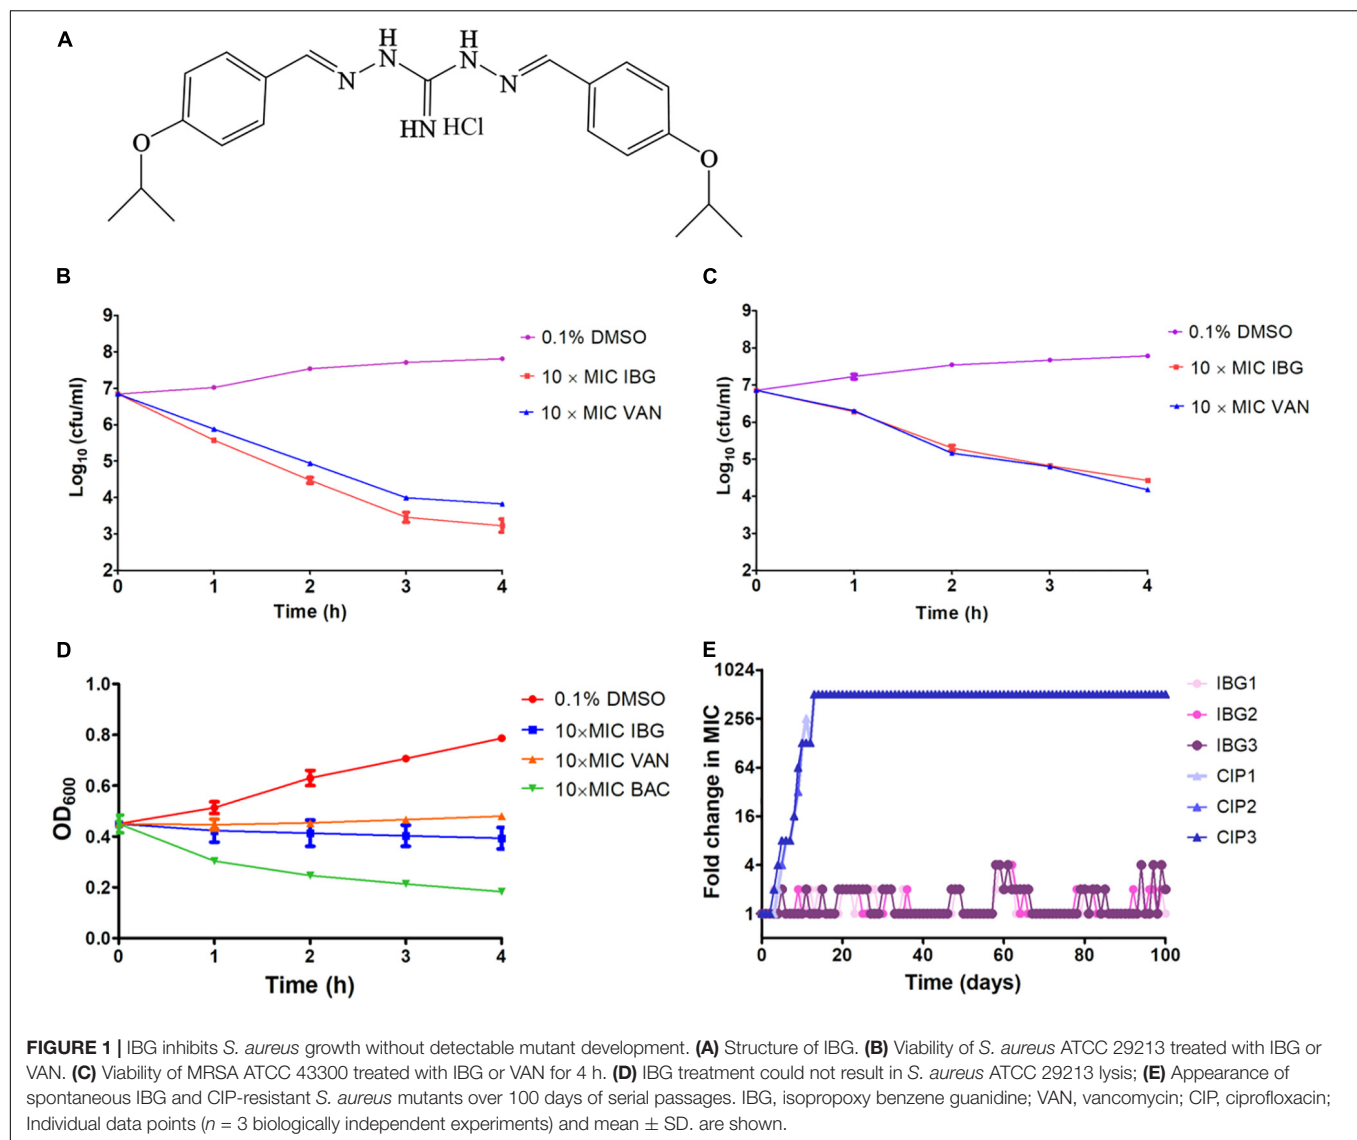 A
H
N
H
N
N
N
HN HCl
O
O
B
9
8
7
6
5
4
3
2
Log10 (cfu/ml)
0 1 2 3 4
Time (h)
0.1% DMSO
10 × MIC IBG
10 × MIC VAN
C
9
8
7
6
5
4
3
2
Log10 (cfu/ml)
0 1 2 3 4
Time (h)
0.1% DMSO
10 × MIC IBG
10 × MIC VAN
D
1.0
0.8
0.6
0.4
0.2
0.0
OD600
0 1 2 3 4
Time (h)
0.1% DMSO
10×MIC IBG
10×MIC VAN
10×MIC BAC
E
1024
256
64
16
4
1
Fold change in MIC
0 20 40 60 80 100
Time (days)
IBG1
IBG2
IBG3
CIP1
CIP2
CIP3
FIGURE 1 | IBG inhibits S. aureus growth without detectable mutant development. (A) Structure of IBG. (B) Viability of S. aureus ATCC 29213 treated with IBG or
VAN. (C) Viability of MRSA ATCC 43300 treated with IBG or VAN for 4 h. (D) IBG treatment could not result in S. aureus ATCC 29213 lysis; (E) Appearance of
spontaneous IBG and CIP-resistant S. aureus mutants over 100 days of serial passages. IBG, isopropoxy benzene guanidine; VAN, vancomycin; CIP, ciprofloxacin;
Individual data points (n = 3 biologically independent experiments) and mean ± SD. are shown.